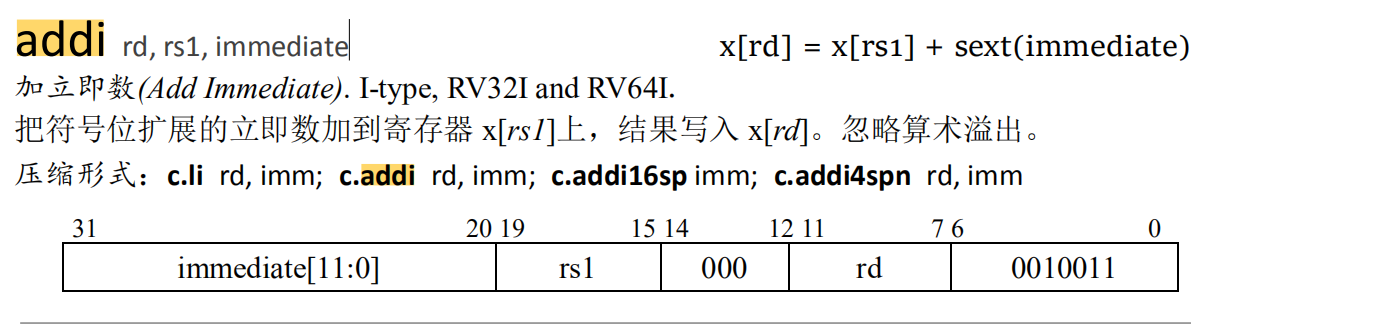 addi rd, rs1, immediate x[rd] = x[rs1] + sext(immediate)
加立即数(Add Immediate). I-type, RV32I and RV64I.
把符号位扩展的立即数加到寄存器 x[rs1]上，结果写入 x[rd]。忽略算术溢出。
压缩形式：c.li rd, imm; c.addi rd, imm; c.addi16sp imm; c.addi4spn rd, imm
31 20 19 15 14 12 11 7 6 0
immediate[11:0] rs1 000 rd 0010011